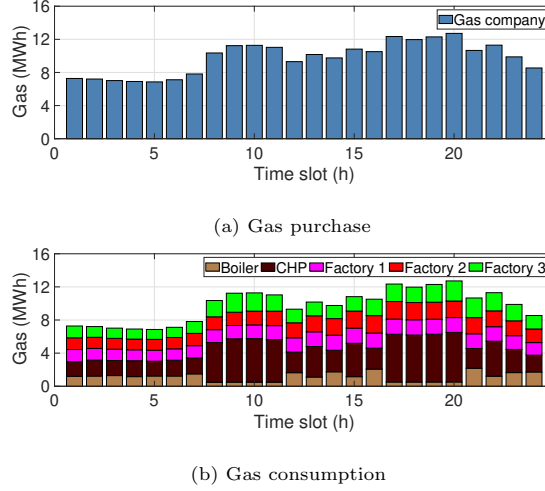 16
12
8
4
0
Gas (MWh)
Gas company
0 5 10 15 20
Time slot (h)
(a) Gas purchase
16
12
8
4
0
Gas (MWh)
Boiler CHP Factory 1 Factory 2 Factory 3
0 5 10 15 20
Time slot (h)
(b) Gas consumption